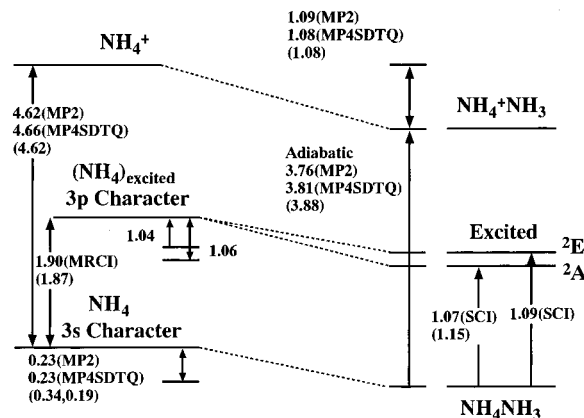 NH₄⁺
1.09(MP2)
1.08(MP4SDTQ)
(1.08)
NH₄⁺NH₃
4.62(MP2)
4.66(MP4SDTQ)
(4.62)
Adiabatic
3.76(MP2)
3.81(MP4SDTQ)
(3.88)
(NH₄)excited
3p Character
1.04
1.06
1.90(MRCI)
(1.87)
Excited
²E
²A
NH₄
3s Character
1.07(SCI)
(1.15)
1.09(SCI)
0.23(MP2)
0.23(MP4SDTQ)
(0.34,0.19)
NH₄NH₃